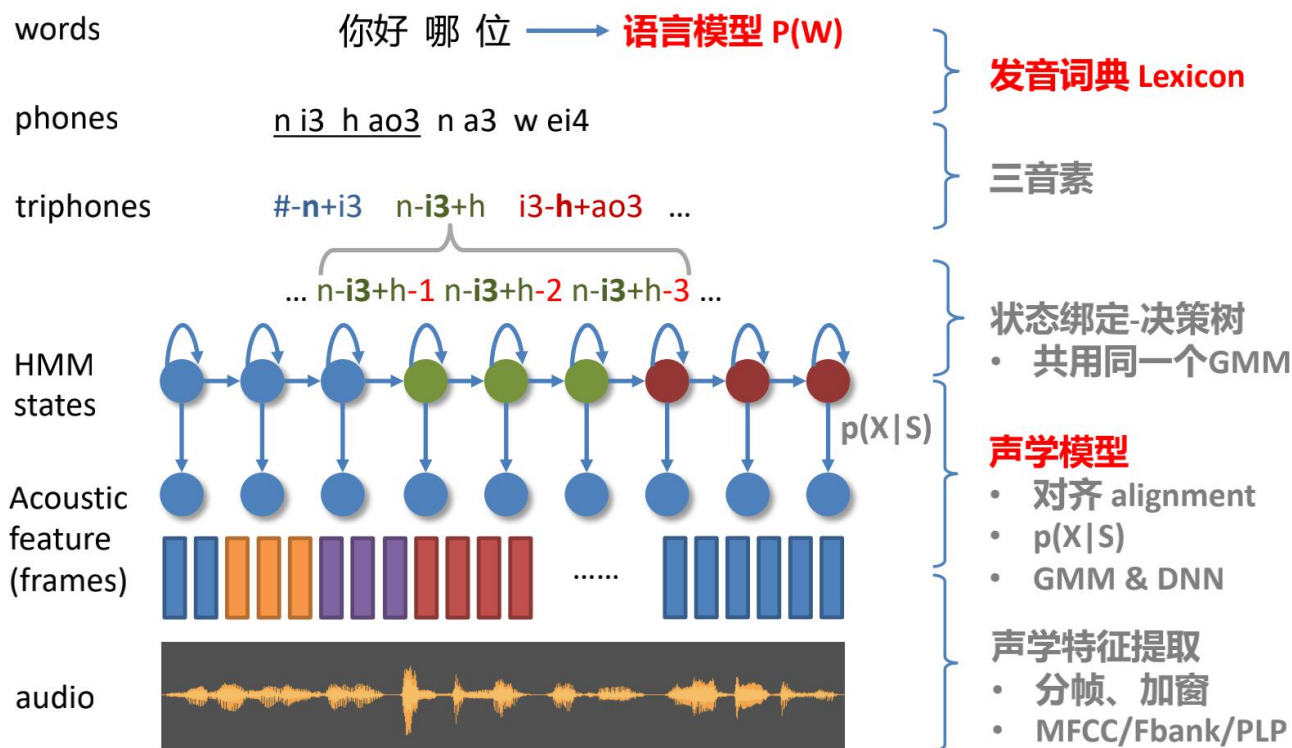 words 你好 哪 位 语言模型 P(W)
发音词典 Lexicon
phones n i3 h ao3 n a3 w ei4
三音素
triphones #-n+i3 n-i3+h i3-h+ao3 ...
... n-i3+h-1 n-i3+h-2 n-i3+h-3 ...
状态绑定-决策树
• 共用同一个GMM
HMM
states
p(X|S)
声学模型
• 对齐 alignment
• p(X|S)
• GMM & DNN
Acoustic
feature
(frames)
......
声学特征提取
• 分帧、加窗
• MFCC/Fbank/PLP
audio